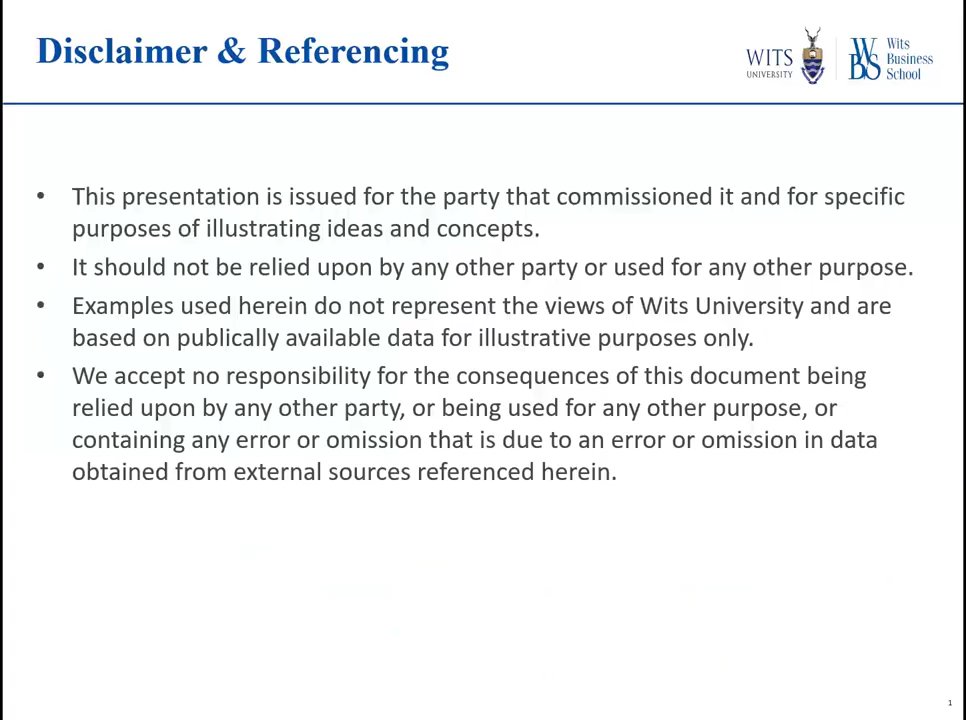 Disclaimer & Referencing
WITS
UNIVERSITY
WBS
Wits
Business
School
• This presentation is issued for the party that commissioned it and for specific
purposes of illustrating ideas and concepts.
• It should not be relied upon by any other party or used for any other purpose.
• Examples used herein do not represent the views of Wits University and are
based on publically available data for illustrative purposes only.
• We accept no responsibility for the consequences of this document being
relied upon by any other party, or being used for any other purpose, or
containing any error or omission that is due to an error or omission in data
obtained from external sources referenced herein.
1